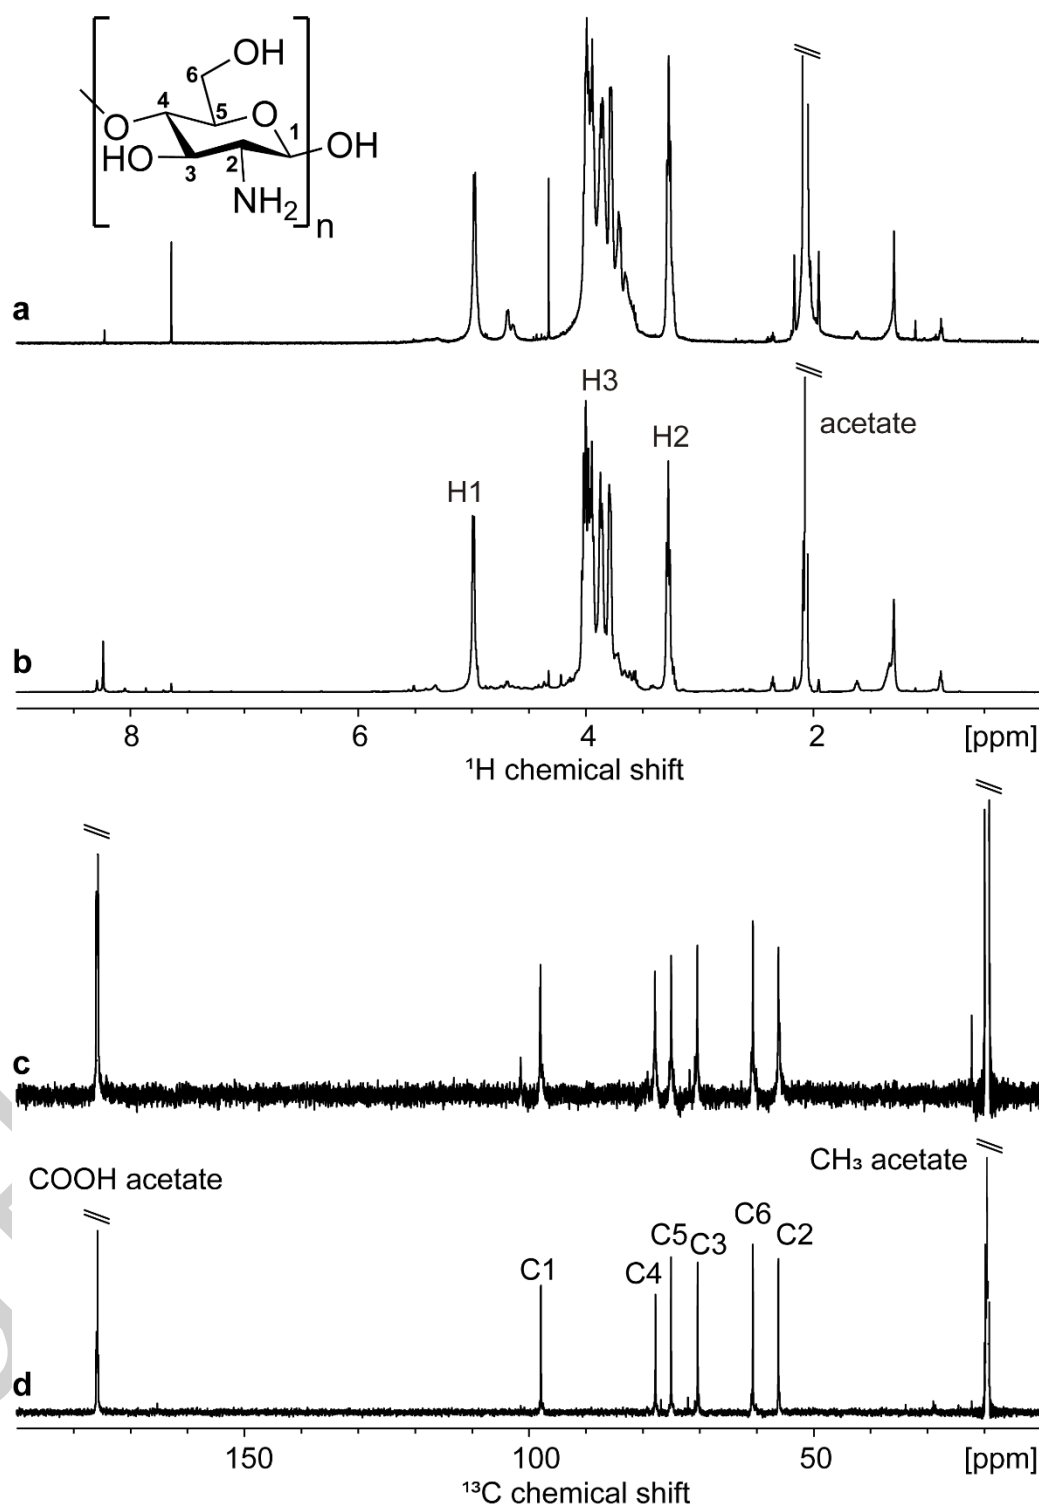 6
OH
4
5
O
1
O
OH
HO
3
2
NH₂
n
a
H3
acetate
H2
H1
b
8 6 4 2 [ppm]
¹H chemical shift
c
CH₃ acetate
COOH acetate
C6
C5
C3
C2
C1
C4
d
150 100 50 [ppm]
¹³C chemical shift